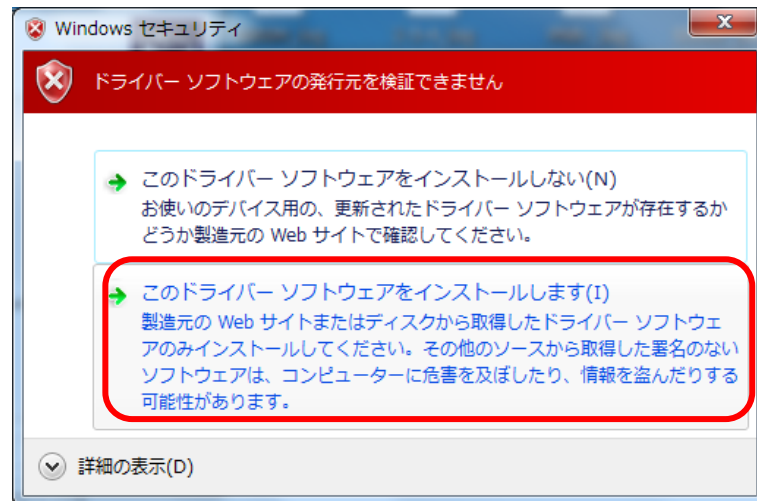 Windows セキュリティ
ドライバー ソフトウェアの発行元を検証できません
このドライバー ソフトウェアをインストールしない(N)
お使いのデバイス用の、更新されたドライバー ソフトウェアが存在するか
どうか製造元の Web サイトで確認してください。
このドライバー ソフトウェアをインストールします(I)
製造元の Web サイトまたはディスクから取得したドライバー ソフトウェ
アのみインストールしてください。その他のソースから取得した署名のない
ソフトウェアは、コンピューターに危害を及ぼしたり、情報を盗んだりする
可能性があります。
詳細の表示(D)